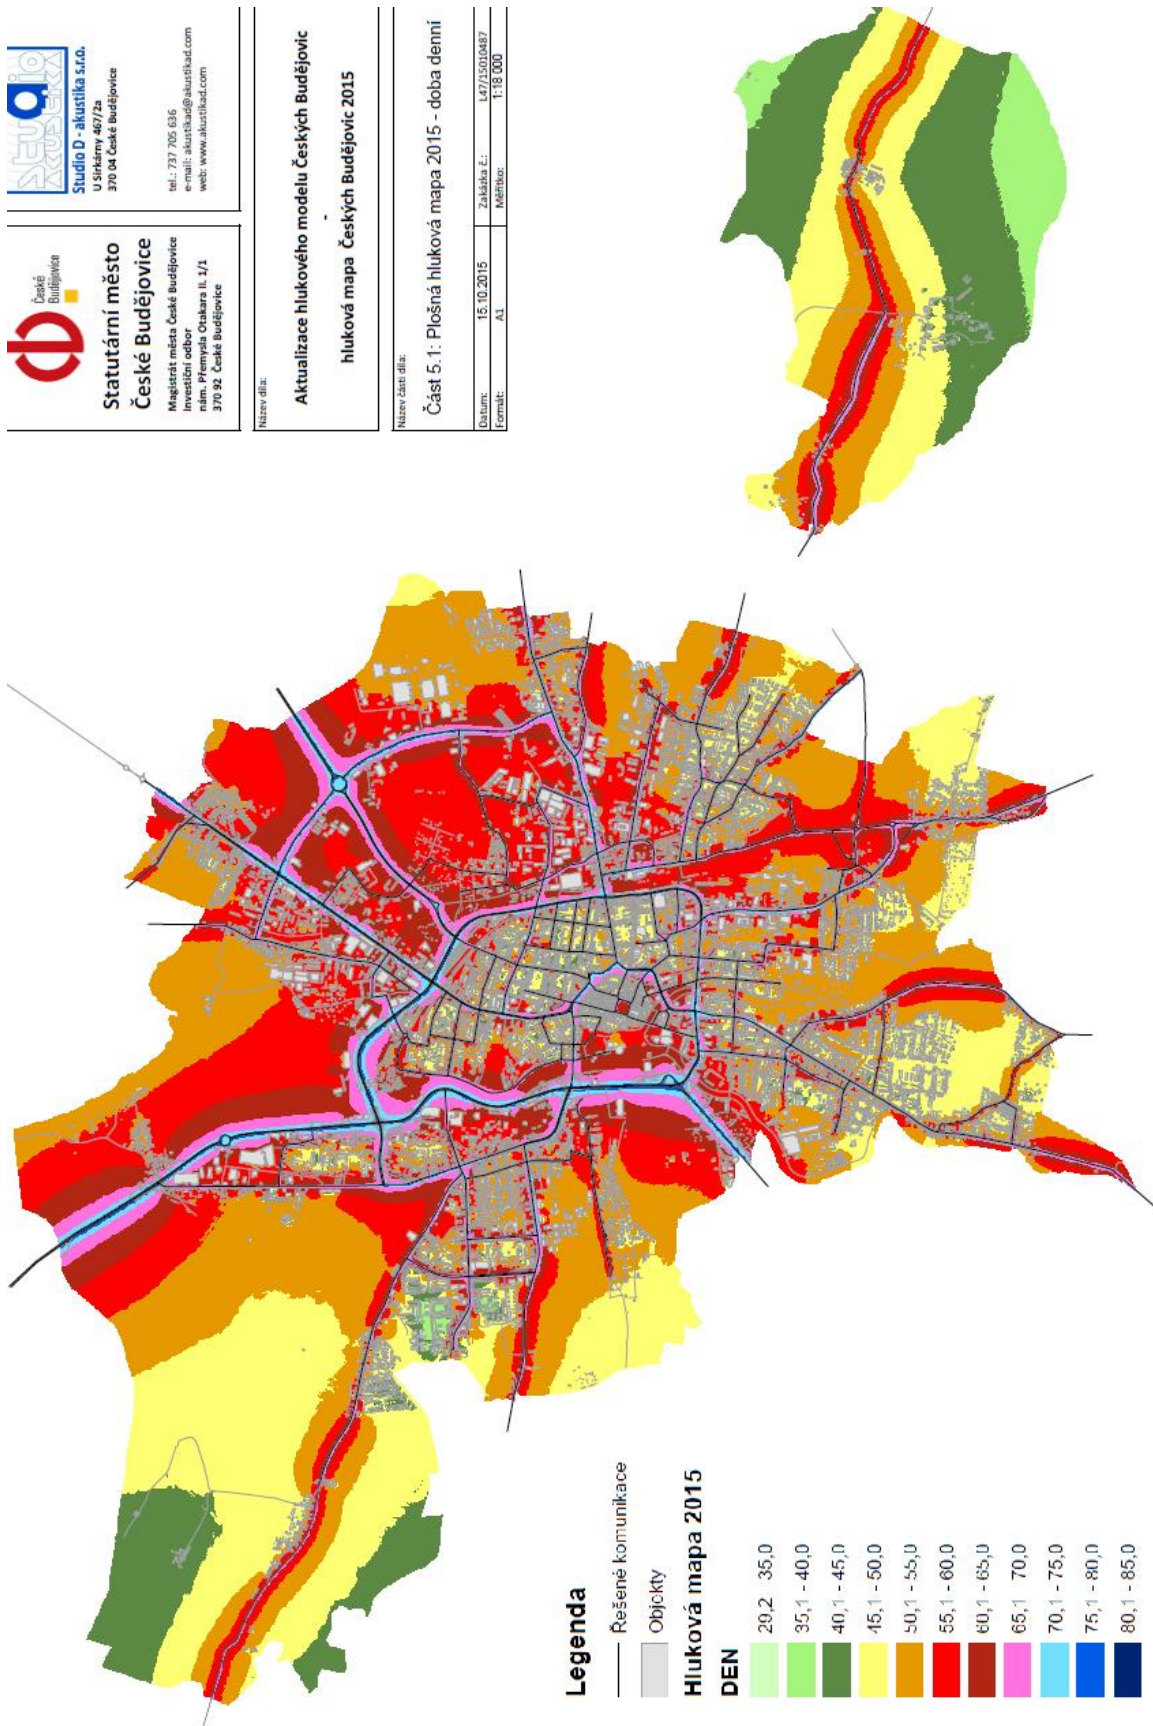 České
Budějovice
Statutární město
České Budějovice
Magistrát města České Budějovice
Investiční odbor
nám. Přemysla Otakara II. 1/1
370 92 České Budějovice
STUDIO
AKUSTIKA
Studio D - akustika s.r.o.
U Sirkárny 467/2a
370 04 České Budějovice
tel.: 737 705 636
e-mail: akustikad@akustikad.com
web: www.akustikad.com
Název díla:
Aktualizace hlukového modelu Českých Budějovic
-
hluková mapa Českých Budějovic 2015
Název části díla:
Část 5.1: Plošná hluková mapa 2015 - doba denní
Datum: 15.10.2015 Zakázka č.: L47/15010487
Formát: A1 Měřítko: 1:18 000
Legenda
Řešené komunikace
Objekty
Hluková mapa 2015
DEN
29,2 35,0
35,1 - 40,0
40,1 - 45,0
45,1 - 50,0
50,1 - 55,0
55,1 - 60,0
60,1 - 65,0
65,1 70,0
70,1 - 75,0
75,1 - 80,0
80,1 - 85,0